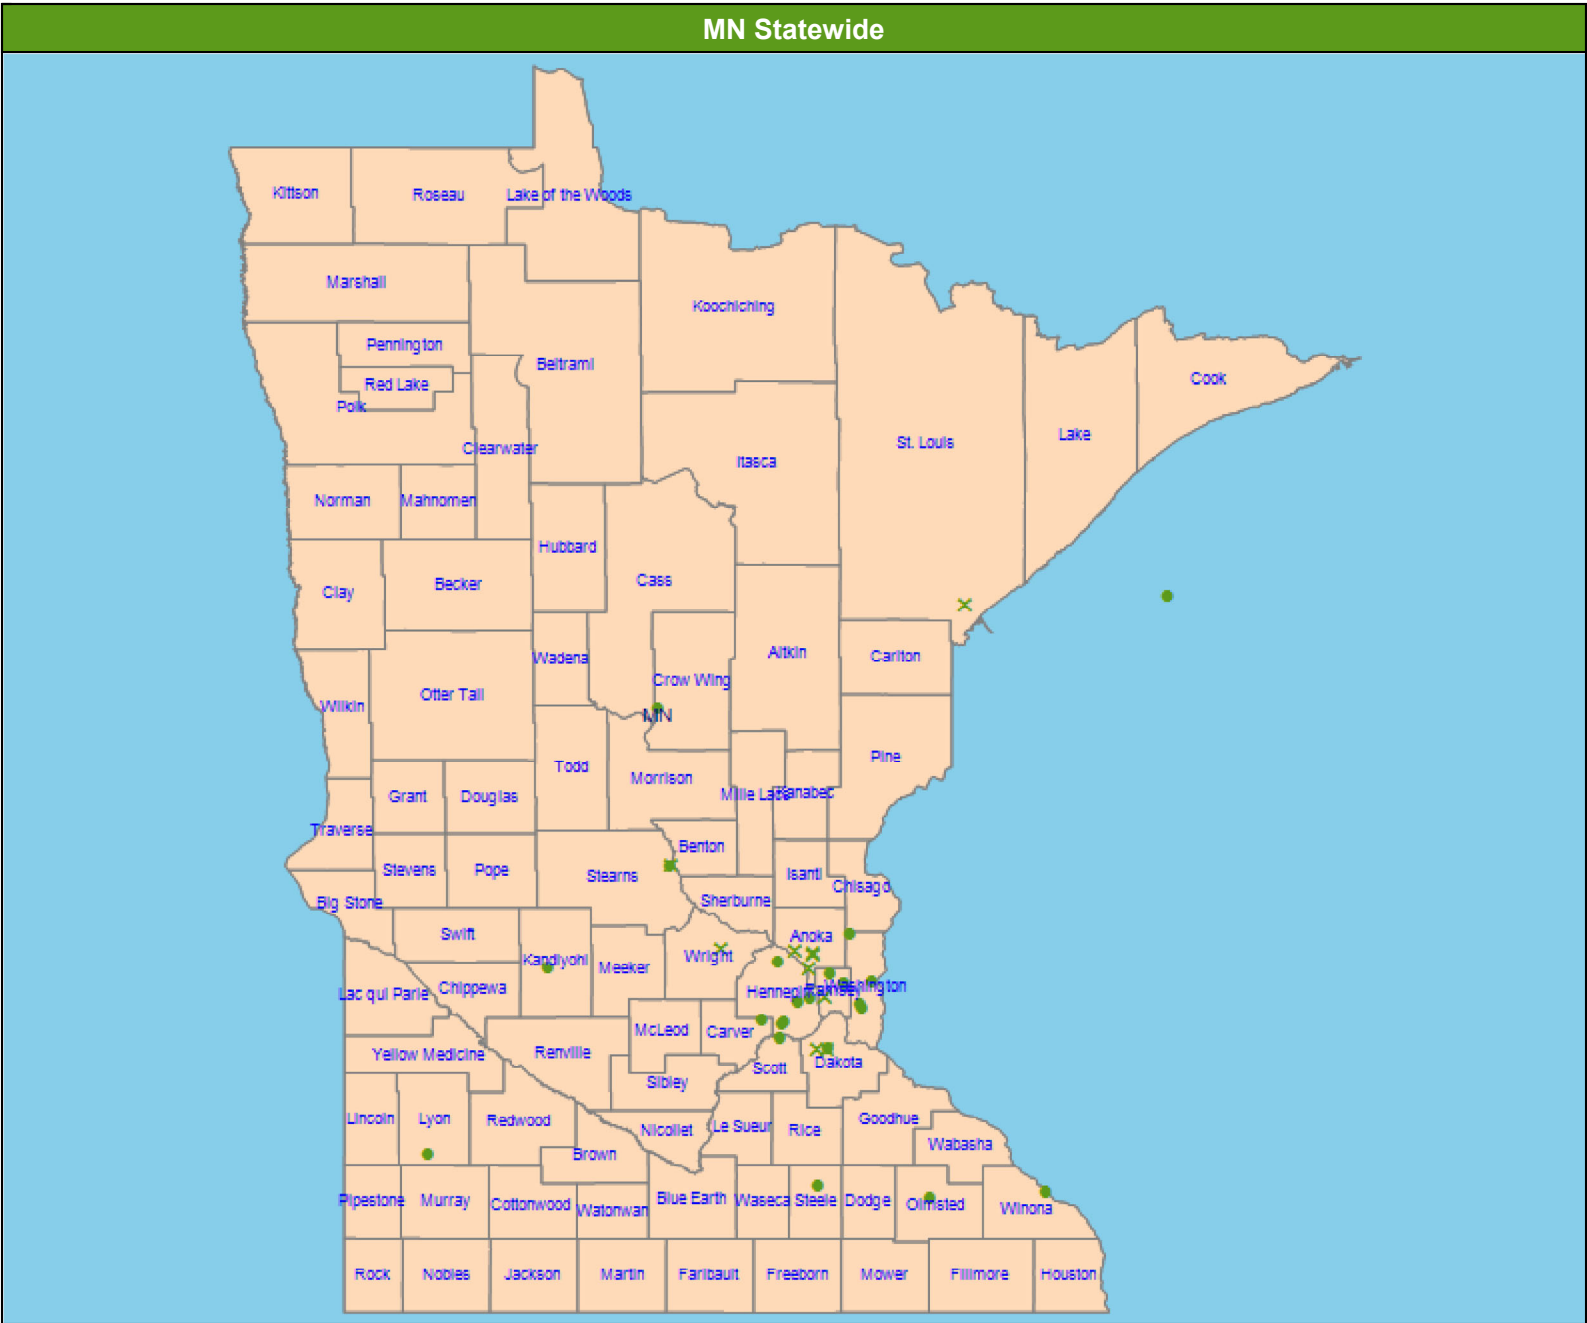 MN Statewide
Kittson
Roseau
Lake of the Woods
Marshall
Koochiching
Pennington
Beltrami
Red Lake
Cook
Polk
Lake
St. Louis
Clearwater
Itasca
Norman
Mahnomen
Hubbard
Cass
Becker
Clay
Aitkin
Carlton
Wadena
Crow Wing
Otter Tail
Wilkin
MN
Pine
Todd
Morrison
Mille Lacs
Kanabec
Grant
Douglas
Traverse
Benton
Stevens
Pope
Stearns
Isanti
Chisago
Big Stone
Sherburne
Swift
Anoka
Wright
Kandiyohi
Meeker
Chippewa
Lac qui Parle
Hennepin
Ramsey
Washington
McLeod
Carver
Yellow Medicine
Renville
Scott
Dakota
Sibley
Lincoln
Lyon
Redwood
Goodhue
Nicollet
Le Sueur
Rice
Wabasha
Brown
Pipestone
Murray
Cottonwood
Watonwan
Blue Earth
Waseca
Steele
Dodge
Olmsted
Winona
Rock
Nobles
Jackson
Martin
Faribault
Freeborn
Mower
Fillmore
Houston